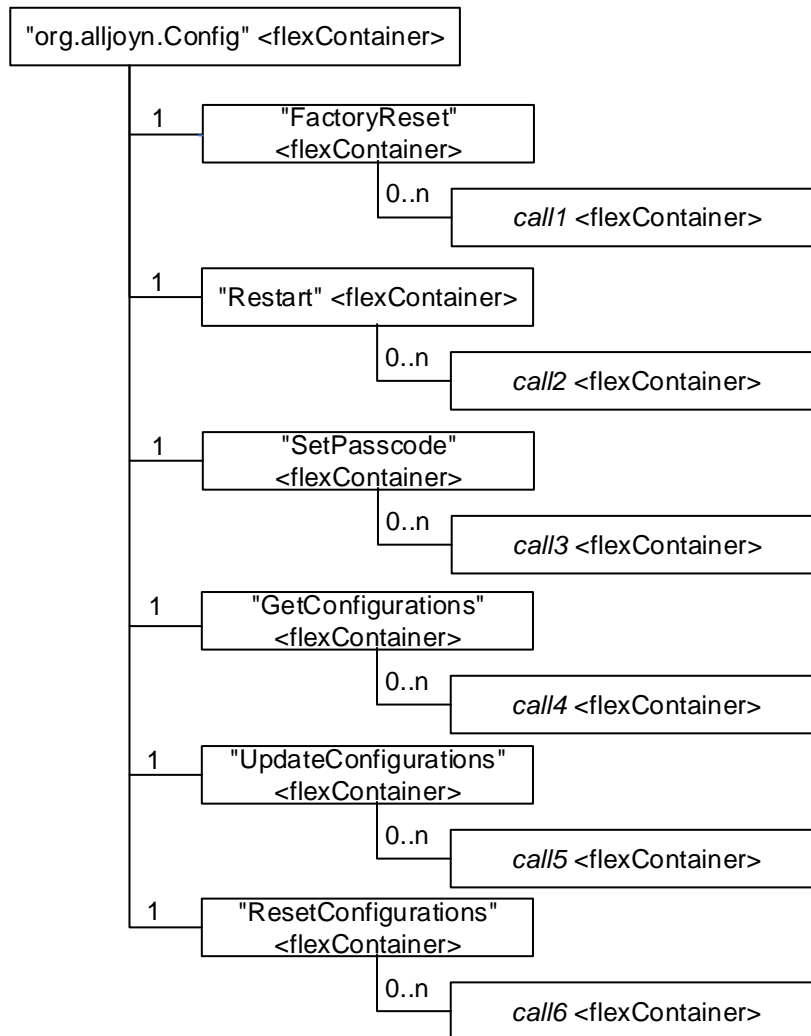 "org.alljoyn.Config" <flexContainer>
1
"FactoryReset"
<flexContainer>
0..n
call1 <flexContainer>
1
"Restart" <flexContainer>
0..n
call2 <flexContainer>
1
"SetPasscode"
<flexContainer>
0..n
call3 <flexContainer>
1
"GetConfigurations"
<flexContainer>
0..n
call4 <flexContainer>
1
"UpdateConfigurations"
<flexContainer>
0..n
call5 <flexContainer>
1
"ResetConfigurations"
<flexContainer>
0..n
call6 <flexContainer>